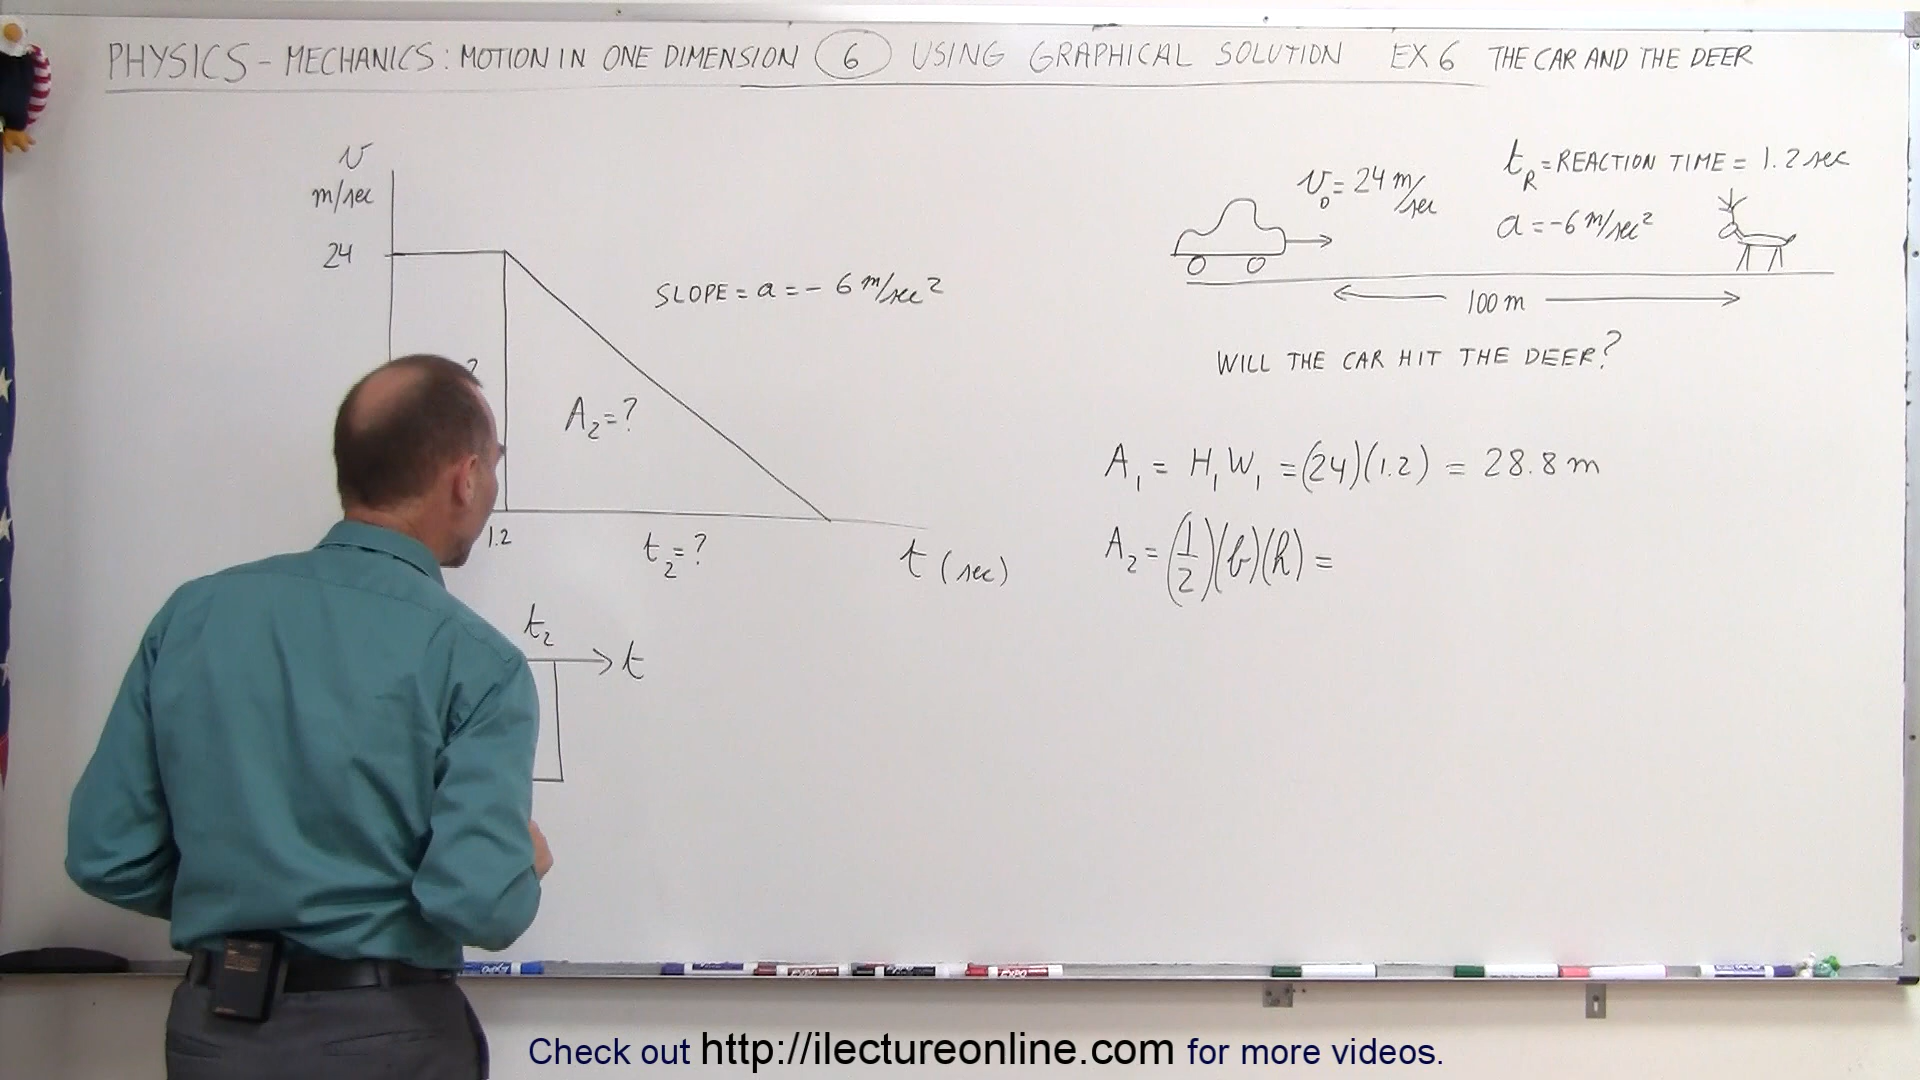 PHYSICS - MECHANICS: MOTION IN ONE DIMENSION 6 USING GRAPHICAL SOLUTION EX 6 THE CAR AND THE DEER
v
m/sec
24
SLOPE = a = - 6 m/sec²
?
A₂ = ?
1.2
t₂ = ?
t (sec)
t₂
t
v₀ = 24 m/sec
t_R = REACTION TIME = 1.2 sec
a = -6 m/sec²
100 m
WILL THE CAR HIT THE DEER?
A₁ = H₁W₁ = (24)(1.2) = 28.8 m
A₂ = (1/2)(b)(h) =
EXPO
Check out http://ilectureonline.com for more videos.